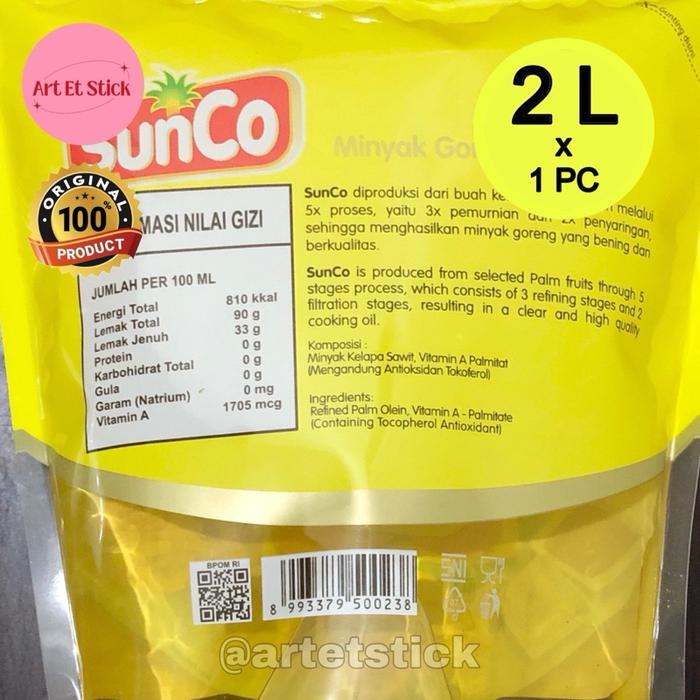 Gunting disini
Art Et Stick
SunCo
2 L
x
1 PC
Minyak
ORIGINAL
100%
PRODUCT
MASI NILAI GIZI
JUMLAH PER 100 ML
Energi Total 810 kkal
Lemak Total 90 g
Lemak Jenuh 33 g
Protein 0 g
Karbohidrat Total 0 g
Gula 0 g
Garam (Natrium) 0 mg
Vitamin A 1705 mcg
SunCo diproduksi dari buah melalui
5x proses, yaitu 3x pemurnian dan 2x penyaringan,
sehingga menghasilkan minyak goreng yang bening dan
berkualitas.
SunCo is produced from selected Palm fruits through 5
stages process, which consists of 3 refining stages and 2
filtration stages, resulting in a clear and high quality
cooking oil.
Komposisi :
Minyak Kelapa Sawit, Vitamin A Palmitat
(Mengandung Antioksidan Tokoferol)
Ingredients:
Refined Palm Olein, Vitamin A - Palmitate
(Containing Tocopherol Antioxidant)
BPOM RI
8 993379 500238
SNI
@artetstick